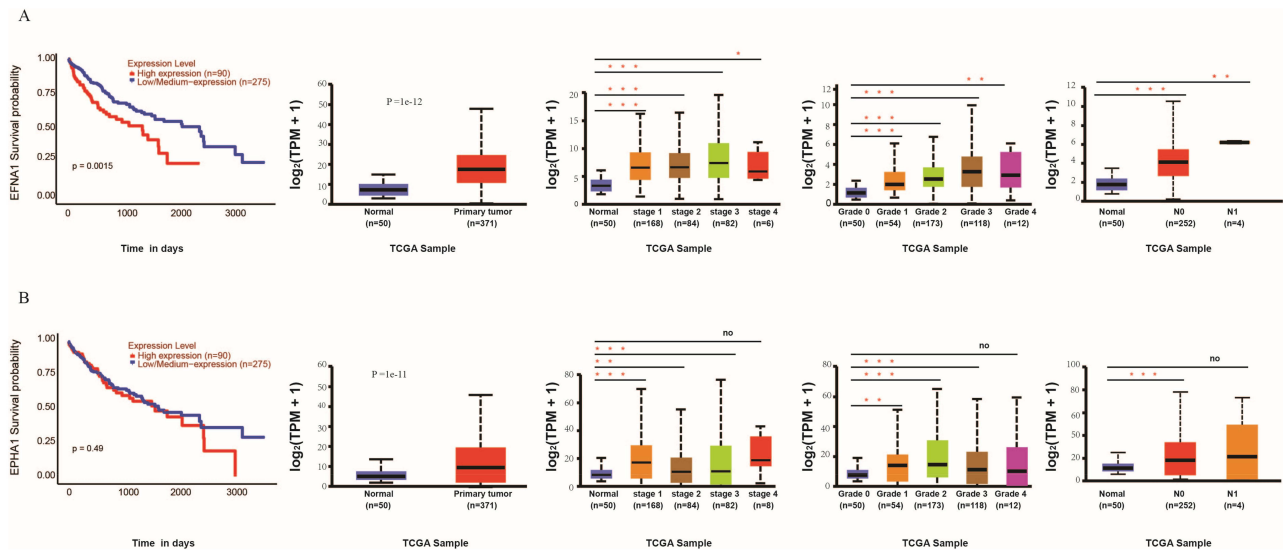 A
EFNA1 Survival probability
1.00
0.75
0.50
0.25
0.00
Expression Level
High expression (n=90)
Low/Medium-expression (n=275)
p = 0.0015
0 1000 2000 3000
Time in days
log₂(TPM + 1)
60
50
40
30
20
10
0
P =1e-12
Normal Primary tumor
(n=50) (n=371)
TCGA Sample
log₂(TPM + 1)
20
15
10
5
0
*
* * *
* * *
* * *
Normal stage 1 stage 2 stage 3 stage 4
(n=50) (n=168) (n=84) (n=82) (n=6)
TCGA Sample
log₂(TPM + 1)
12
10
8
6
4
2
0
* *
* * *
* * *
* * *
Grade 0 Grade 1 Grade 2 Grade 3 Grade 4
(n=50) (n=54) (n=173) (n=118) (n=12)
TCGA Sample
log₂(TPM + 1)
12
10
8
6
4
2
0
* *
* * *
Nomal N0 N1
(n=50) (n=252) (n=4)
TCGA Sample
B
EPHA1 Survival probability
1.00
0.75
0.50
0.25
0.00
Expression Level
High expression (n=90)
Low/Medium-expression (n=275)
p = 0.49
0 1000 2000 3000
Time in days
log₂(TPM + 1)
60
50
40
30
20
10
0
P =1e-11
Normal Primary tumor
(n=50) (n=371)
TCGA Sample
log₂(TPM + 1)
80
60
40
20
0
no
* * *
* *
* * *
Normal stage 1 stage 2 stage 3 stage 4
(n=50) (n=168) (n=84) (n=82) (n=8)
TCGA Sample
log₂(TPM + 1)
80
60
40
20
0
no
* * *
* * *
* *
Grade 0 Grade 1 Grade 2 Grade 3 Grade 4
(n=50) (n=54) (n=173) (n=118) (n=12)
TCGA Sample
log₂(TPM + 1)
100
80
60
40
20
0
no
* * *
Nomal N0 N1
(n=50) (n=252) (n=4)
TCGA Sample